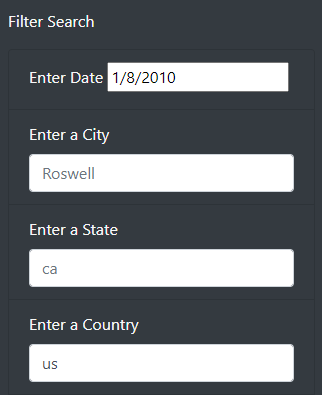 Filter Search
Enter Date 1/8/2010
Enter a City
Roswell
Enter a State
ca
Enter a Country
us